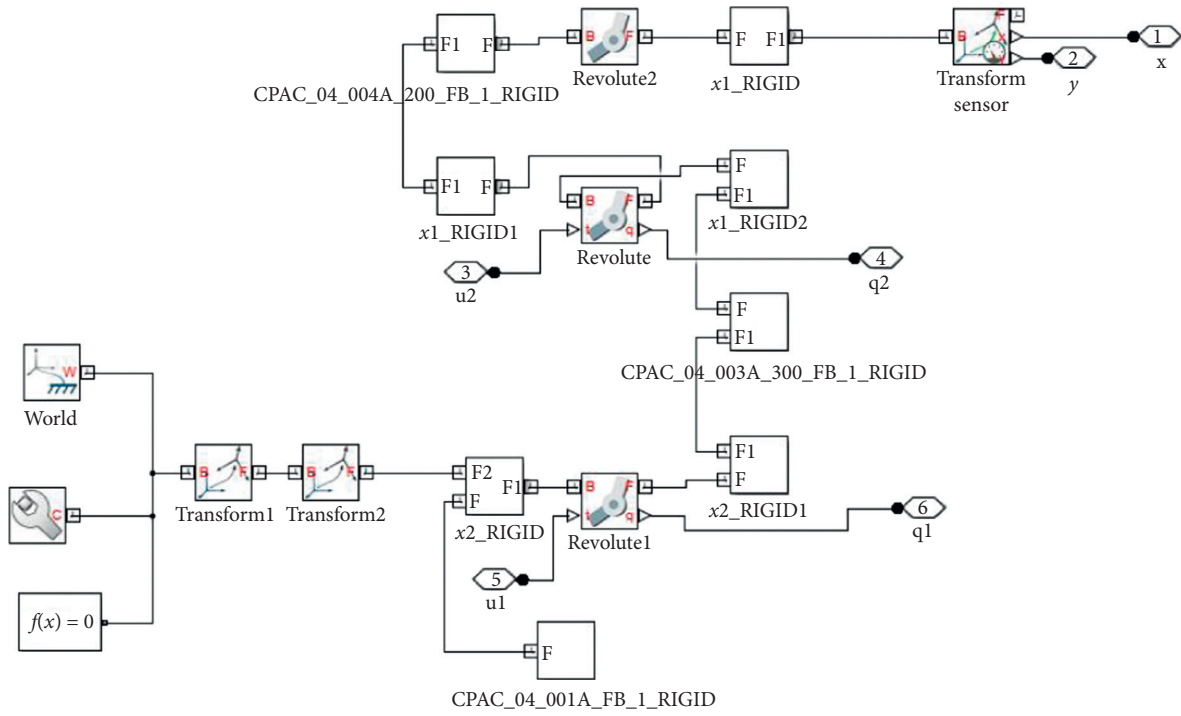 F1 F
CPAC_04_004A_200_FB_1_RIGID
B F
Revolute2
F F1
x1_RIGID
B F x
Transform
sensor
1
x
2
y
F1 F
x1_RIGID1
B F
t q
Revolute
F
F1
x1_RIGID2
3
u2
4
q2
F
F1
CPAC_04_003A_300_FB_1_RIGID
W
World
C
f(x) = 0
B F
Transform1
B F
Transform2
F2
F F1
x2_RIGID
B F
t q
Revolute1
F1
F
x2_RIGID1
5
u1
6
q1
F
CPAC_04_001A_FB_1_RIGID